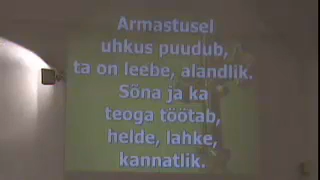 Armastusel
uhkus puudub,
ta on leebe, alandlik.
Sõna ja ka
teoga töötab,
helde, lahke,
kannatlik.